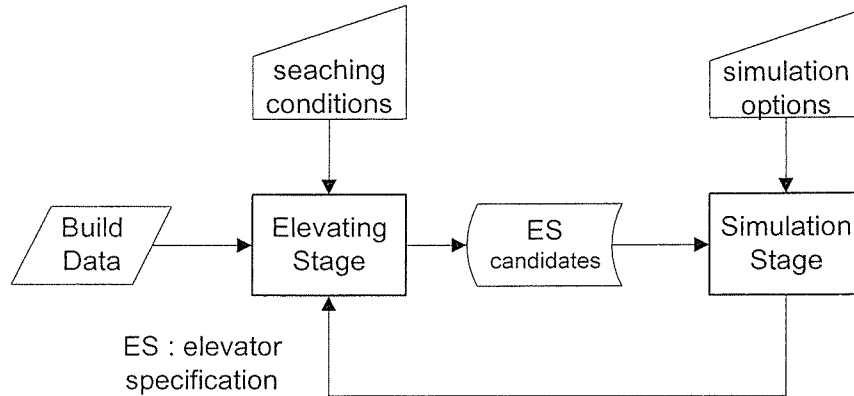 seaching
conditions
simulation
options
Build
Data
Elevating
Stage
ES
candidates
Simulation
Stage
ES : elevator
specification